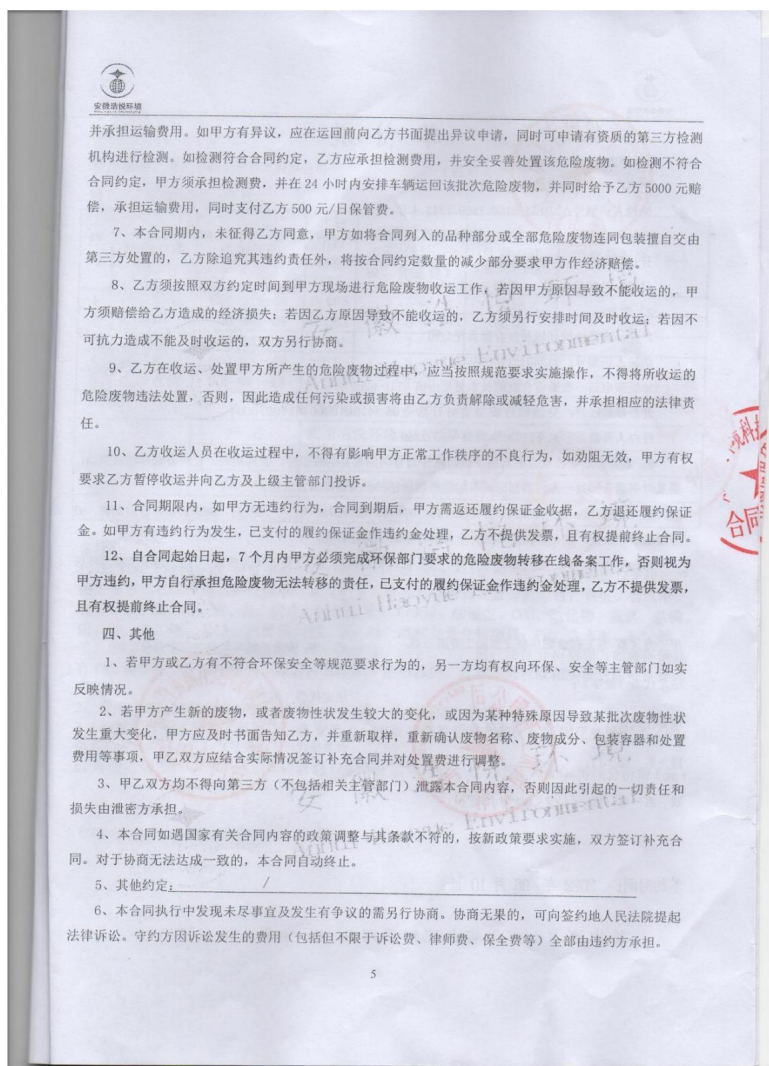 安徽浩悦环境
并承担运输费用。如甲方有异议，应在运回前向乙方书面提出异议申请，同时可申请有资质的第三方检测
机构进行检测。如检测符合合同约定，乙方应承担检测费用，并安全妥善处置该危险废物。如检测不符合
合同约定，甲方须承担检测费，并在 24 小时内安排车辆运回该批次危险废物，并同时给予乙方 5000 元赔
偿，承担运输费用，同时支付乙方 500 元/日保管费。
7、本合同期内，未征得乙方同意，甲方如将合同列入的品种部分或全部危险废物连同包装擅自交由
第三方处置的，乙方除追究其违约责任外，将按合同约定数量的减少部分要求甲方作经济赔偿。
8、乙方须按照双方约定时间到甲方现场进行危险废物收运工作，若因甲方原因导致不能收运的，甲
方须赔偿给乙方造成的经济损失；若因乙方原因导致不能收运的，乙方须另行安排时间及时收运；若因不
可抗力造成不能及时收运的，双方另行协商。
9、乙方在收运、处置甲方所产生的危险废物过程中，应当按照规范要求实施操作，不得将所收运的
危险废物违法处置，否则，因此造成任何污染或损害将由乙方负责解除或减轻危害，并承担相应的法律责
任。
10、乙方收运人员在收运过程中，不得有影响甲方正常工作秩序的不良行为，如劝阻无效，甲方有权
要求乙方暂停收运并向乙方及上级主管部门投诉。
11、合同期限内，如甲方无违约行为，合同到期后，甲方需返还履约保证金收据，乙方退还履约保证
金。如甲方有违约行为发生，已支付的履约保证金作违约金处理，乙方不提供发票，且有权提前终止合同。
12、自合同起始日起，7 个月内甲方必须完成环保部门要求的危险废物转移在线备案工作，否则视为
甲方违约，甲方自行承担危险废物无法转移的责任，已支付的履约保证金作违约金处理，乙方不提供发票，
且有权提前终止合同。
四、其他
1、若甲方或乙方有不符合环保安全等规范要求行为的，另一方均有权向环保、安全等主管部门如实
反映情况。
2、若甲方产生新的废物，或者废物性状发生较大的变化，或因为某种特殊原因导致某批次废物性状
发生重大变化，甲方应及时书面告知乙方，并重新取样，重新确认废物名称、废物成分、包装容器和处置
费用等事项，甲乙双方应结合实际情况签订补充合同并对处置费进行调整。
3、甲乙双方均不得向第三方（不包括相关主管部门）泄露本合同内容，否则因此引起的一切责任和
损失由泄密方承担。
4、本合同如遇国家有关合同内容的政策调整与其条款不符的，按新政策要求实施，双方签订补充合
同。对于协商无法达成一致的，本合同自动终止。
5、其他约定： /
6、本合同执行中发现未尽事宜及发生有争议的需另行协商。协商无果的，可向签约地人民法院提起
法律诉讼。守约方因诉讼发生的费用（包括但不限于诉讼费、律师费、保全费等）全部由违约方承担。
5
合同